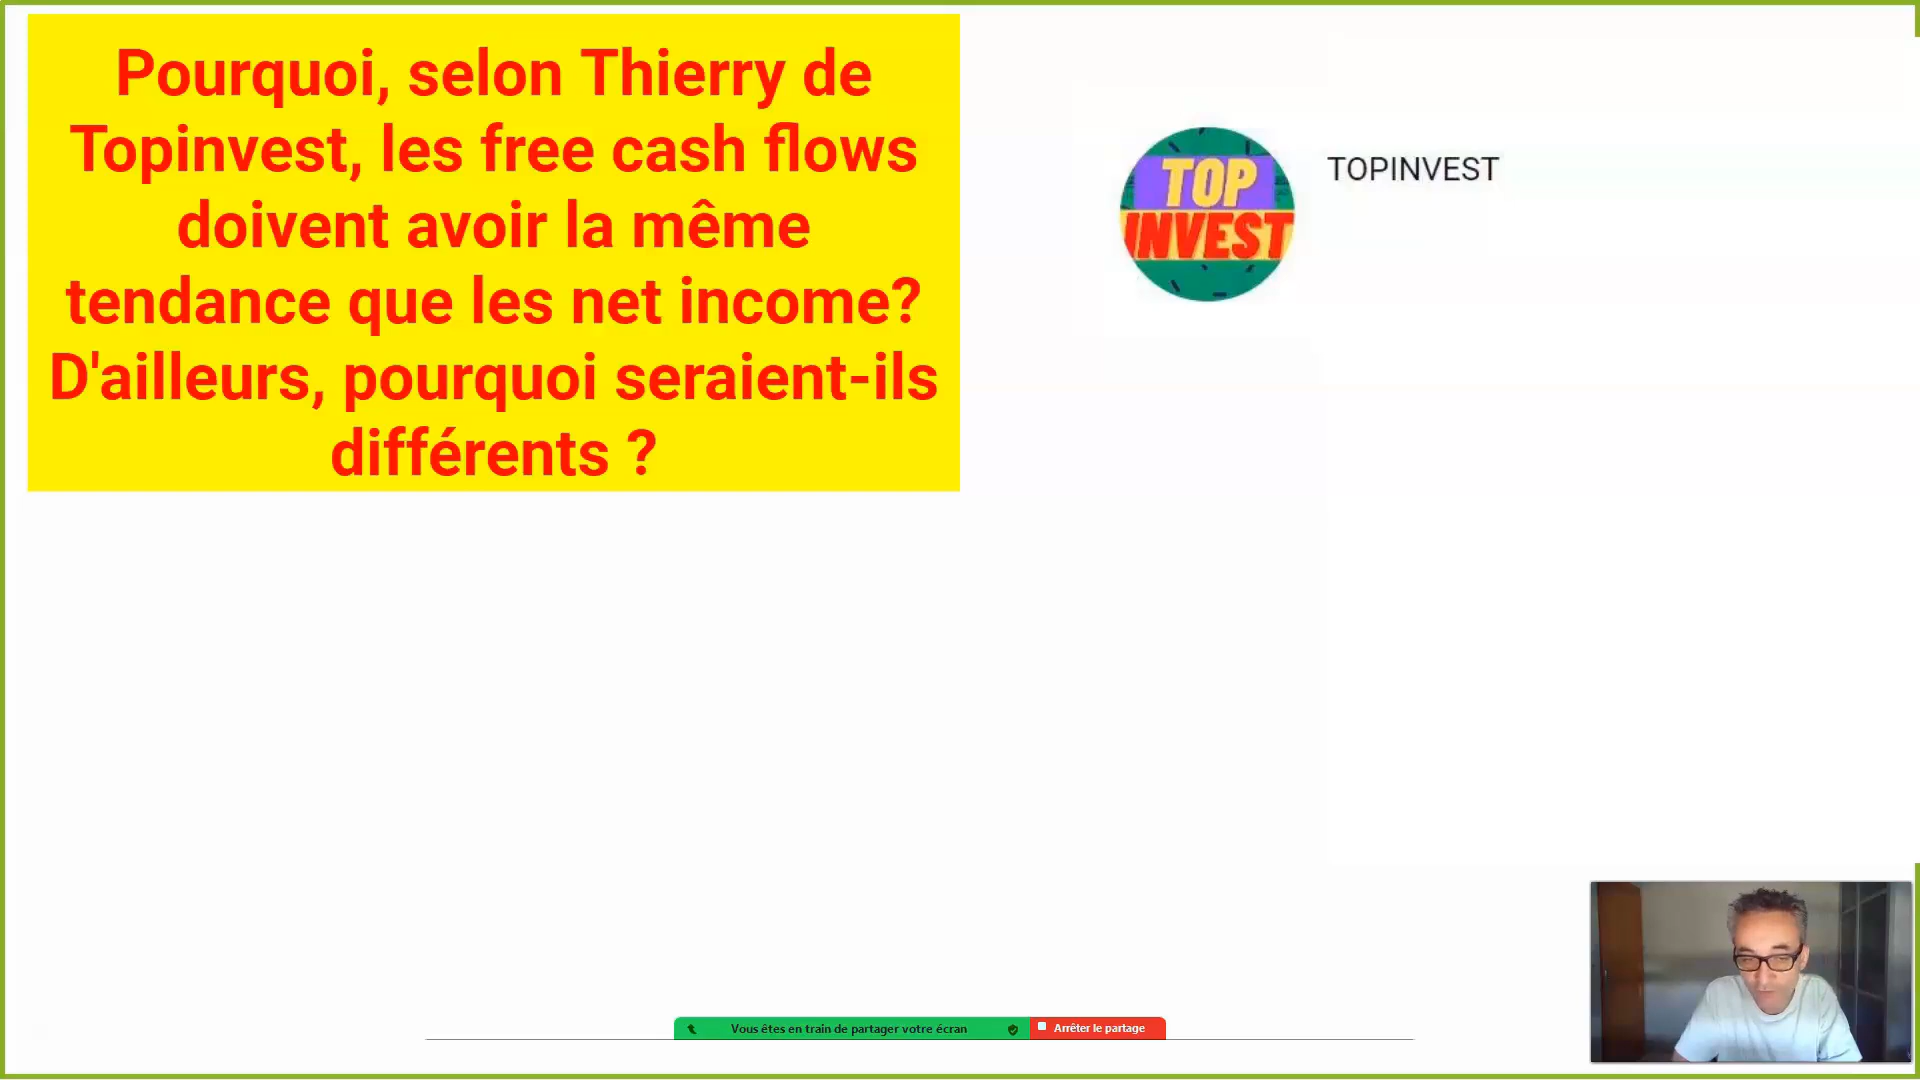 Pourquoi, selon Thierry de
Topinvest, les free cash flows
doivent avoir la même
tendance que les net income?
D'ailleurs, pourquoi seraient-ils
différents ?
TOP
INVEST
TOPINVEST
Vous êtes en train de partager votre écran
Arrêter le partage